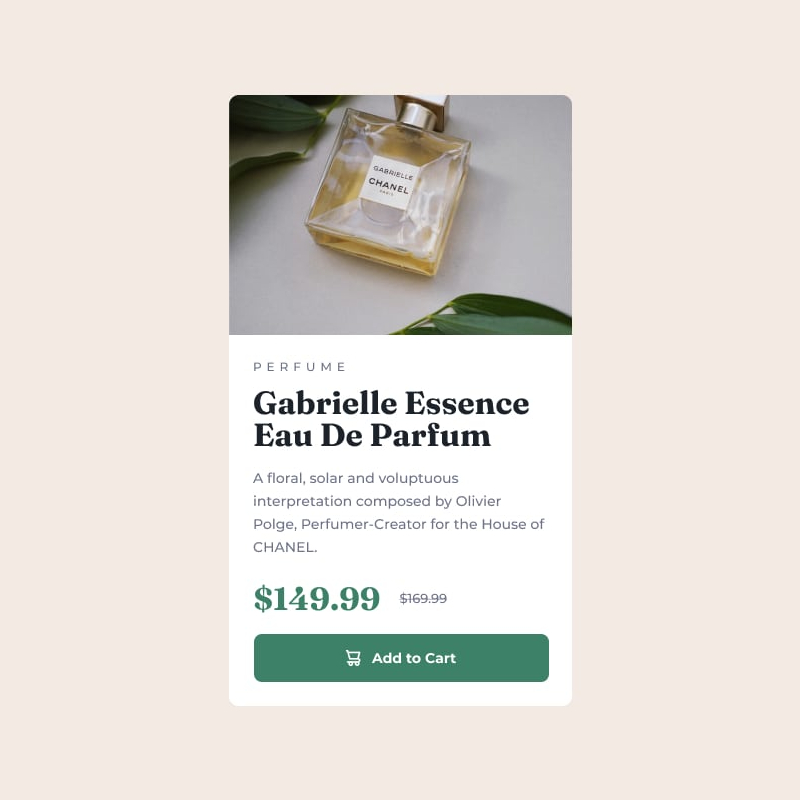 GABRIELLE
CHANEL
PARIS
PERFUME
Gabrielle Essence
Eau De Parfum
A floral, solar and voluptuous
interpretation composed by Olivier
Polge, Perfumer-Creator for the House of
CHANEL.
$149.99 $169.99
Add to Cart